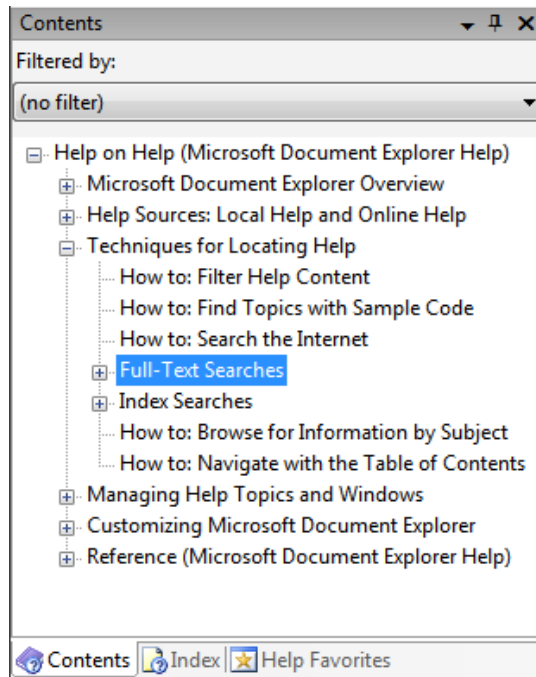 Contents
Filtered by:
(no filter)
Help on Help (Microsoft Document Explorer Help)
Microsoft Document Explorer Overview
Help Sources: Local Help and Online Help
Techniques for Locating Help
How to: Filter Help Content
How to: Find Topics with Sample Code
How to: Search the Internet
Full-Text Searches
Index Searches
How to: Browse for Information by Subject
How to: Navigate with the Table of Contents
Managing Help Topics and Windows
Customizing Microsoft Document Explorer
Reference (Microsoft Document Explorer Help)
Contents Index Help Favorites